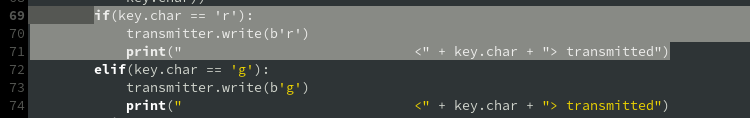 69 if(key.char == 'r'):
70 transmitter.write(b'r')
71 print("                             <" + key.char + "> transmitted")
72 elif(key.char == 'g'):
73 transmitter.write(b'g')
74 print("                             <" + key.char + "> transmitted")